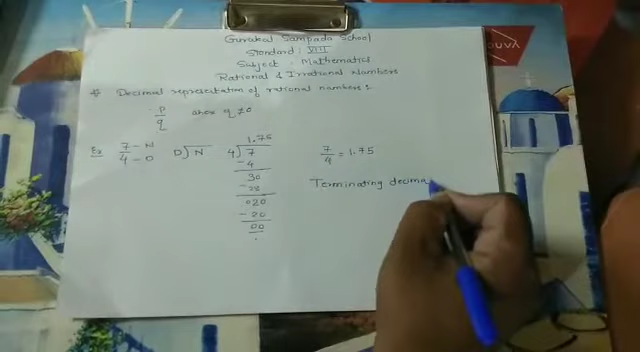 Gurukul Sampada School
Standard : VIII
Subject : Mathematics
Rational & Irrational Numbers
* Decimal representation of rational numbers :
p/q where q ≠ 0
Ex 7 - N
4 - D
D) N
1.75
4) 7
- 4
30
- 28
020
- 20
00
7/4 = 1.75
Terminating decima